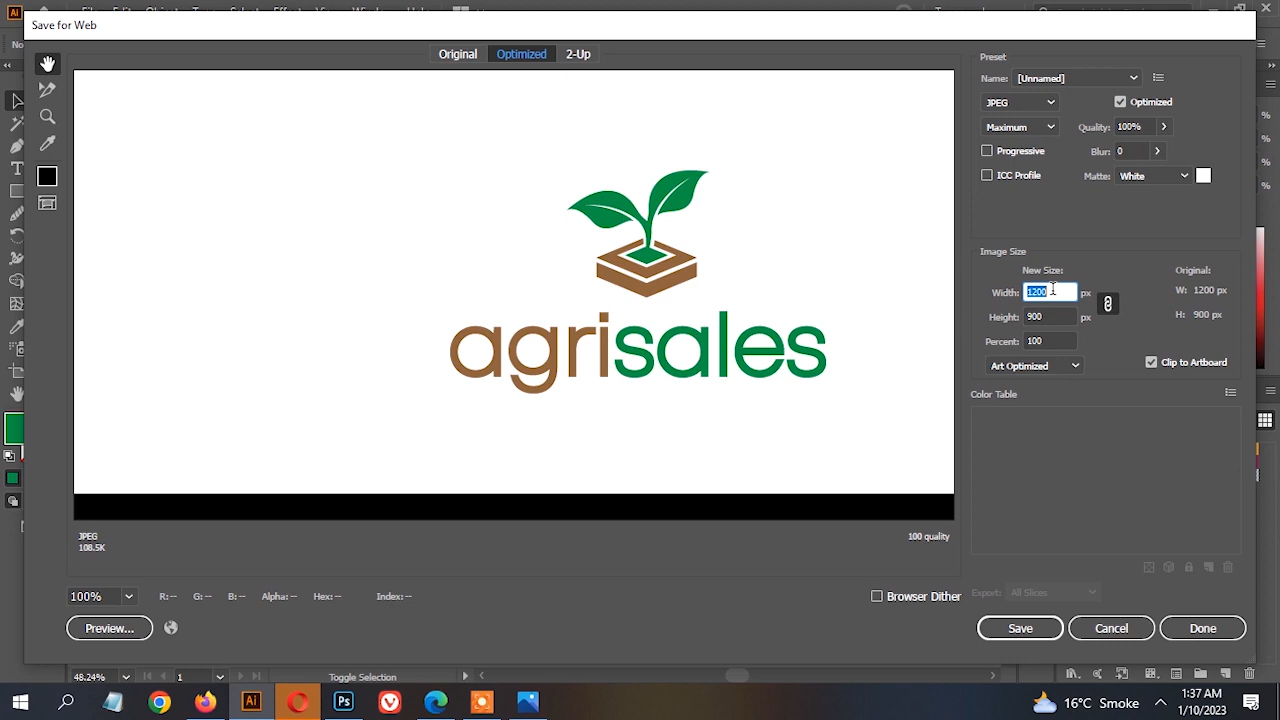 Save for Web
Original
Optimized
2-Up
Preset
Name: [Unnamed]
JPEG
Optimized
Maximum
Quality: 100%
Progressive
Blur: 0
ICC Profile
Matte: White
agrisales
Image Size
New Size:
Original:
Width: 1200 px
W: 1200 px
Height: 900 px
H: 900 px
Percent: 100
Art Optimized
Clip to Artboard
Color Table
JPEG
108.5K
100 quality
100%
R: --
G: --
B: --
Alpha: --
Hex: --
Index: --
Browser Dither
Export: All Slices
Preview...
Save
Cancel
Done
48.24%
1
Toggle Selection
Ai
Ps
16°C Smoke
1:37 AM
1/10/2023